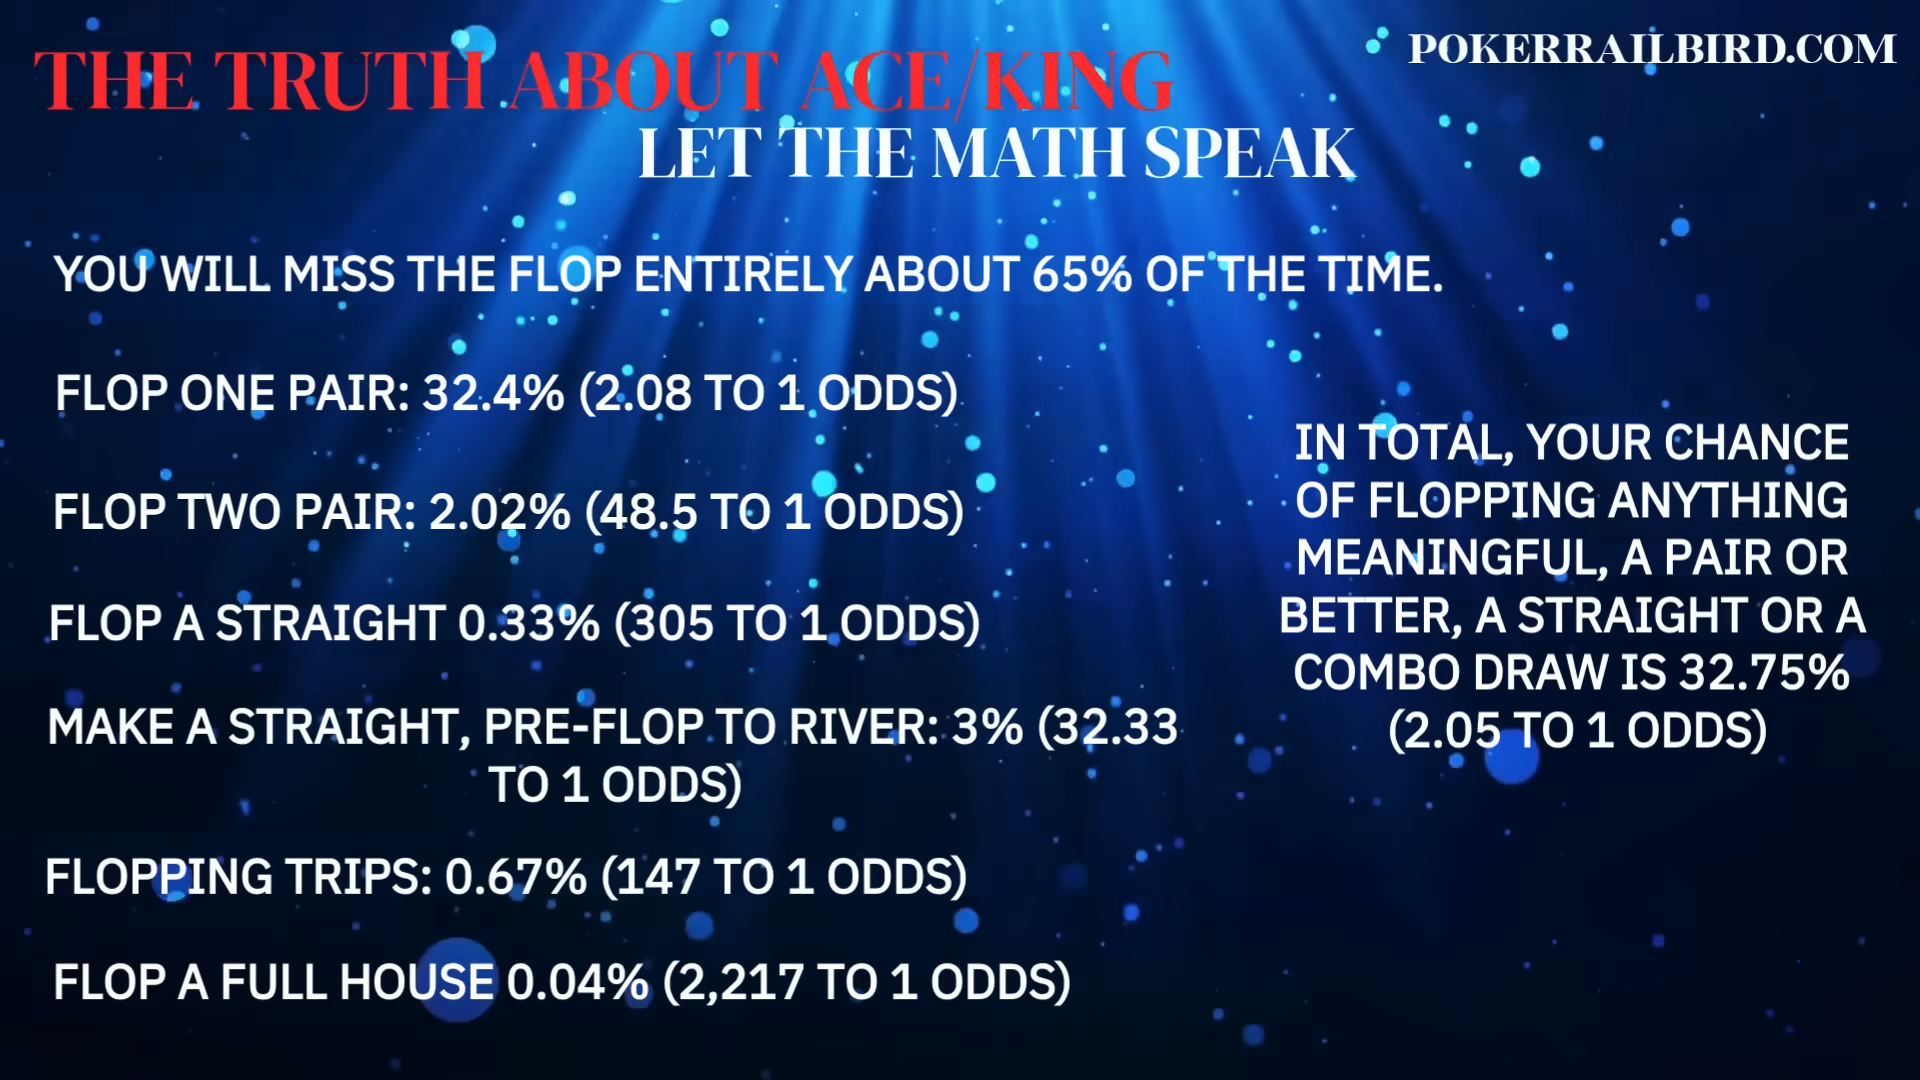 THE TRUTH ABOUT ACE/KING
POKERRAILBIRD.COM
LET THE MATH SPEAK
YOU WILL MISS THE FLOP ENTIRELY ABOUT 65% OF THE TIME.
FLOP ONE PAIR: 32.4% (2.08 TO 1 ODDS)
FLOP TWO PAIR: 2.02% (48.5 TO 1 ODDS)
FLOP A STRAIGHT 0.33% (305 TO 1 ODDS)
MAKE A STRAIGHT, PRE-FLOP TO RIVER: 3% (32.33
TO 1 ODDS)
FLOPPING TRIPS: 0.67% (147 TO 1 ODDS)
FLOP A FULL HOUSE 0.04% (2,217 TO 1 ODDS)
IN TOTAL, YOUR CHANCE
OF FLOPPING ANYTHING
MEANINGFUL, A PAIR OR
BETTER, A STRAIGHT OR A
COMBO DRAW IS 32.75%
(2.05 TO 1 ODDS)